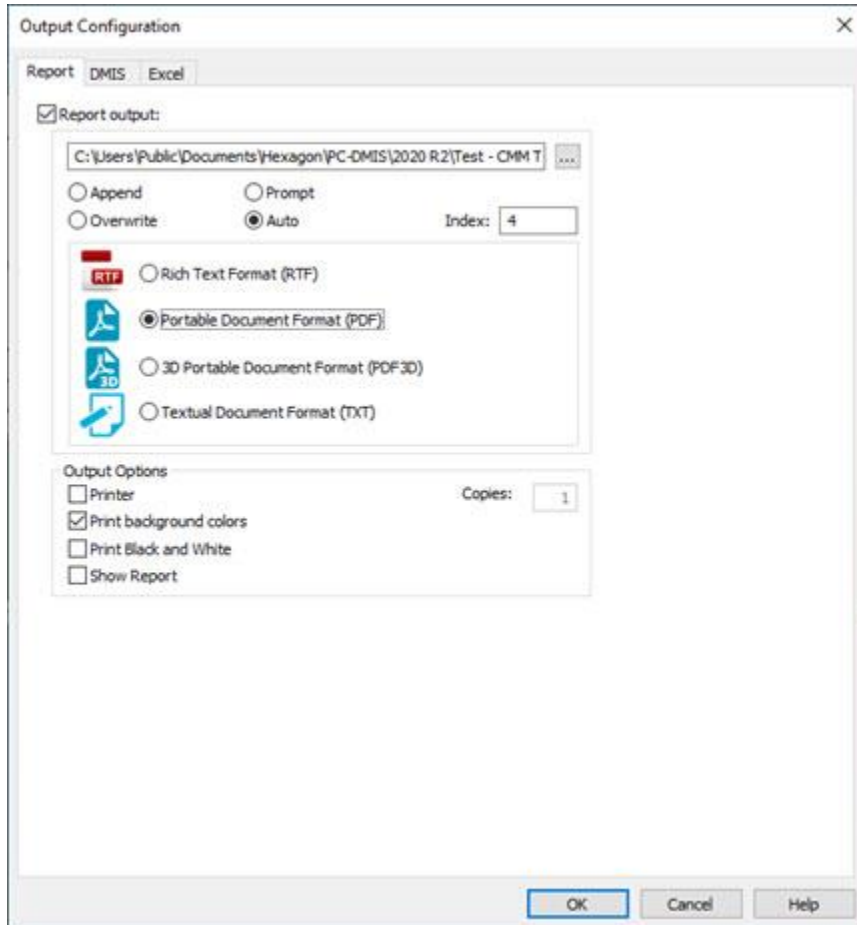 Output Configuration
Report DMIS Excel
Report output:
C:\Users\Public\Documents\Hexagon\PC-DMIS\2020 R2\Test - CMM T ...
Append Prompt
Overwrite Auto Index: 4
RTF Rich Text Format (RTF)
Portable Document Format (PDF)
3D 3D Portable Document Format (PDF3D)
Textual Document Format (TXT)
Output Options
Printer Copies: 1
Print background colors
Print Black and White
Show Report
OK Cancel Help